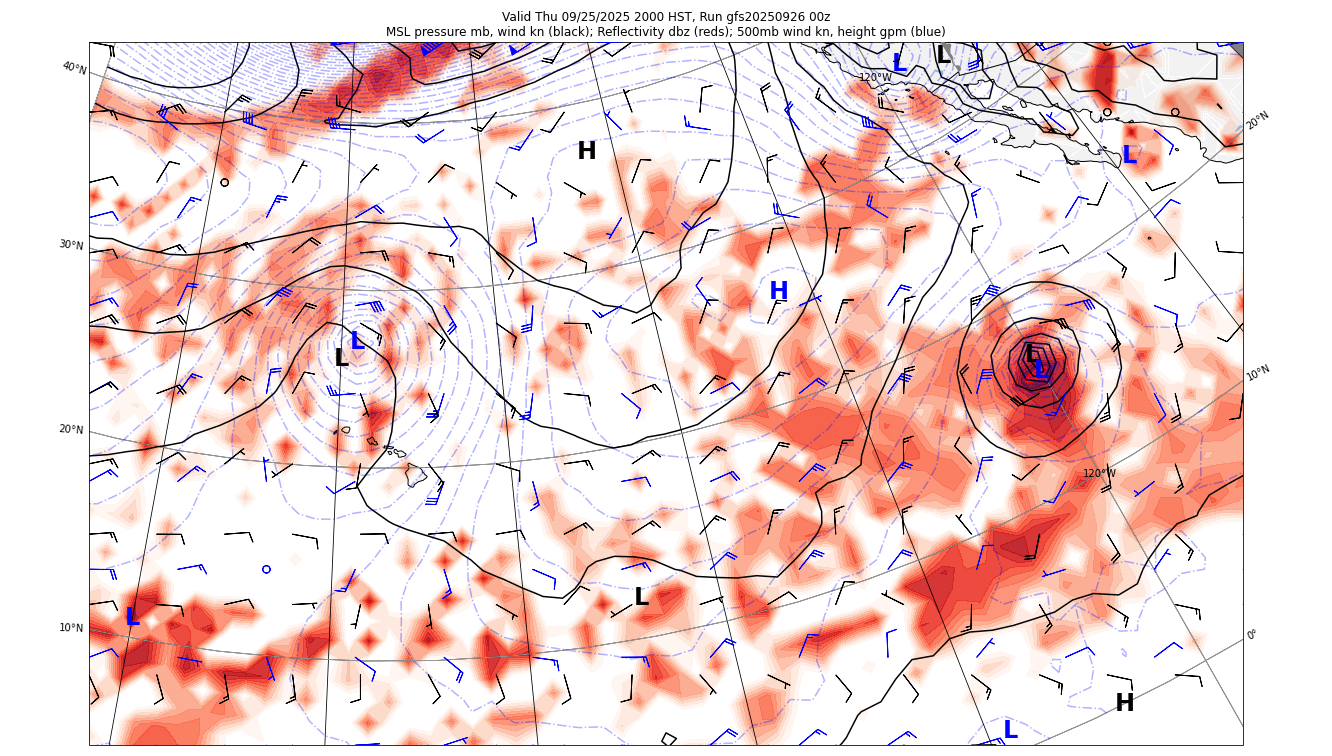 Valid Thu 09/25/2025 2000 HST, Run gfs20250926 00z
MSL pressure mb, wind kn (black); Reflectivity dbz (reds); 500mb wind kn, height gpm (blue)
40°N
L
L
120°W
20°N
H
L
30°N
H
L
L
L
L
10°N
20°N
120°W
L
L
10°N
0°
H
L